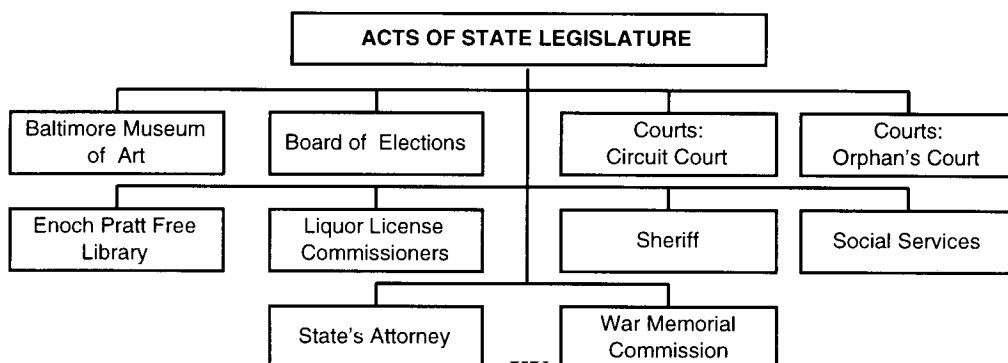 ACTS OF STATE LEGISLATURE
Baltimore Museum
of Art
Board of Elections
Courts:
Circuit Court
Courts:
Orphan's Court
Enoch Pratt Free
Library
Liquor License
Commissioners
Sheriff
Social Services
State's Attorney
War Memorial
Commission